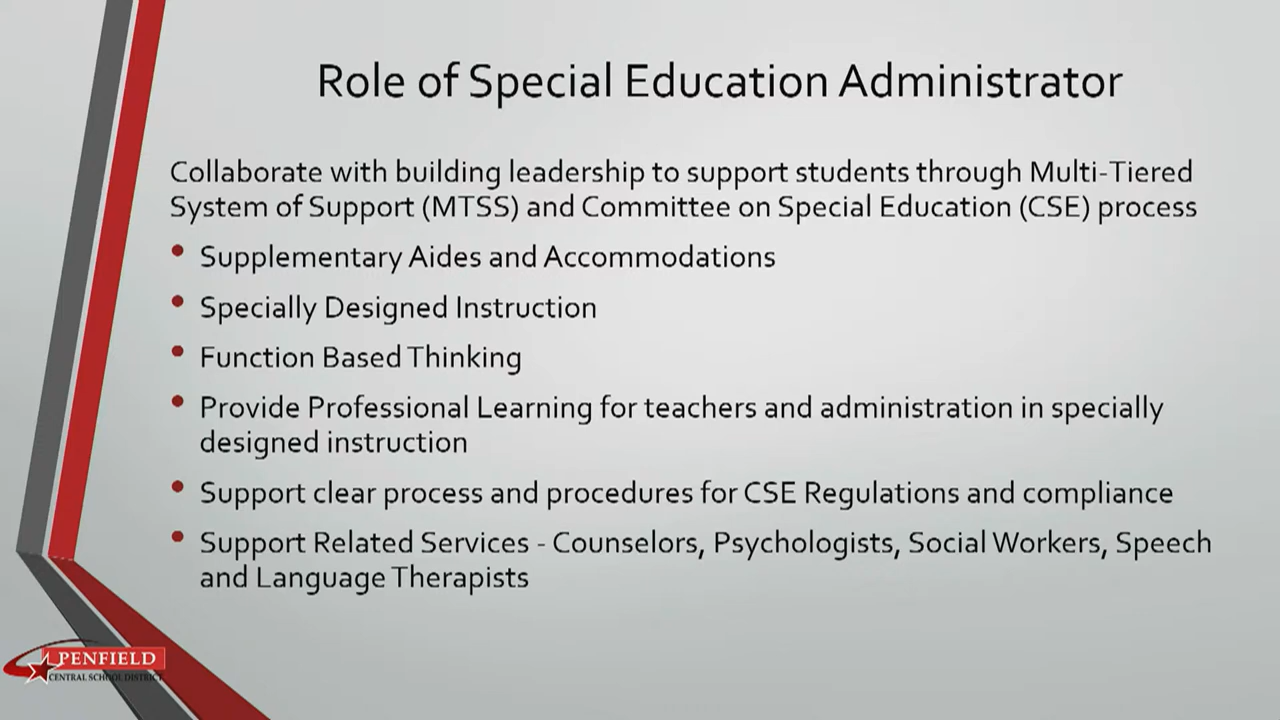 Role of Special Education Administrator
Collaborate with building leadership to support students through Multi-Tiered
System of Support (MTSS) and Committee on Special Education (CSE) process
• Supplementary Aides and Accommodations
• Specially Designed Instruction
• Function Based Thinking
• Provide Professional Learning for teachers and administration in specially
designed instruction
• Support clear process and procedures for CSE Regulations and compliance
• Support Related Services - Counselors, Psychologists, Social Workers, Speech
and Language Therapists
PENFIELD
CENTRAL SCHOOL DISTRICT